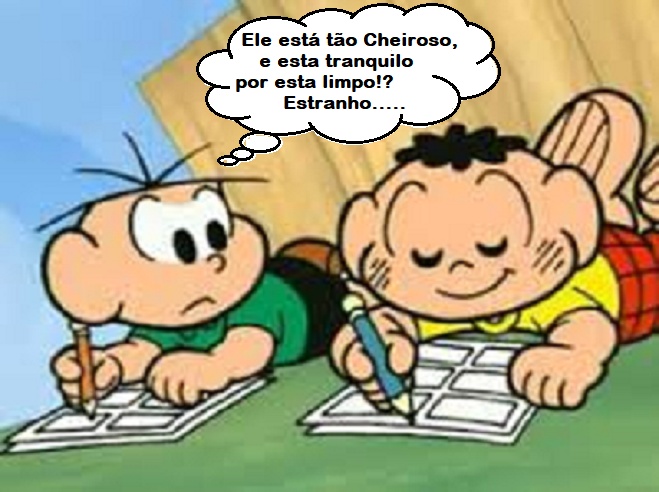 Ele está tão Cheiroso,
e esta tranquilo
por esta limpo!?
Estranho.....